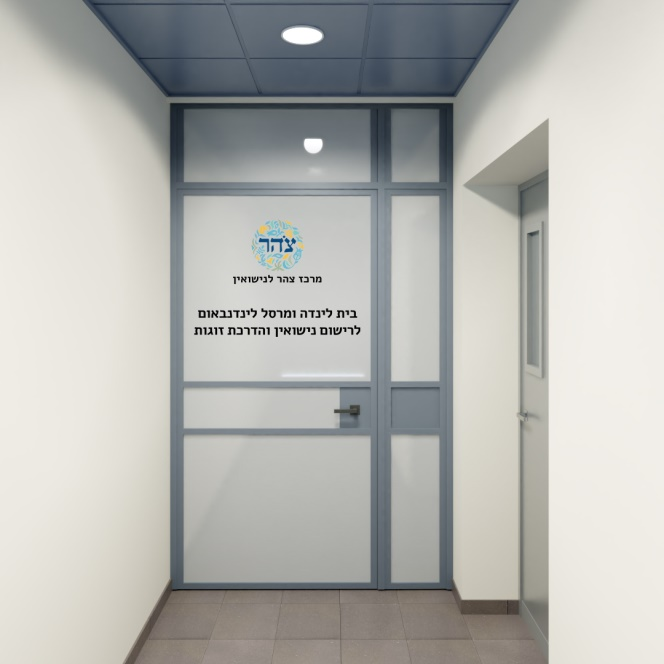 צהר
מרכז צהר לנישואין
בית לינדה ומרסל לינדנבאום
לרישום נישואין והדרכת זוגות